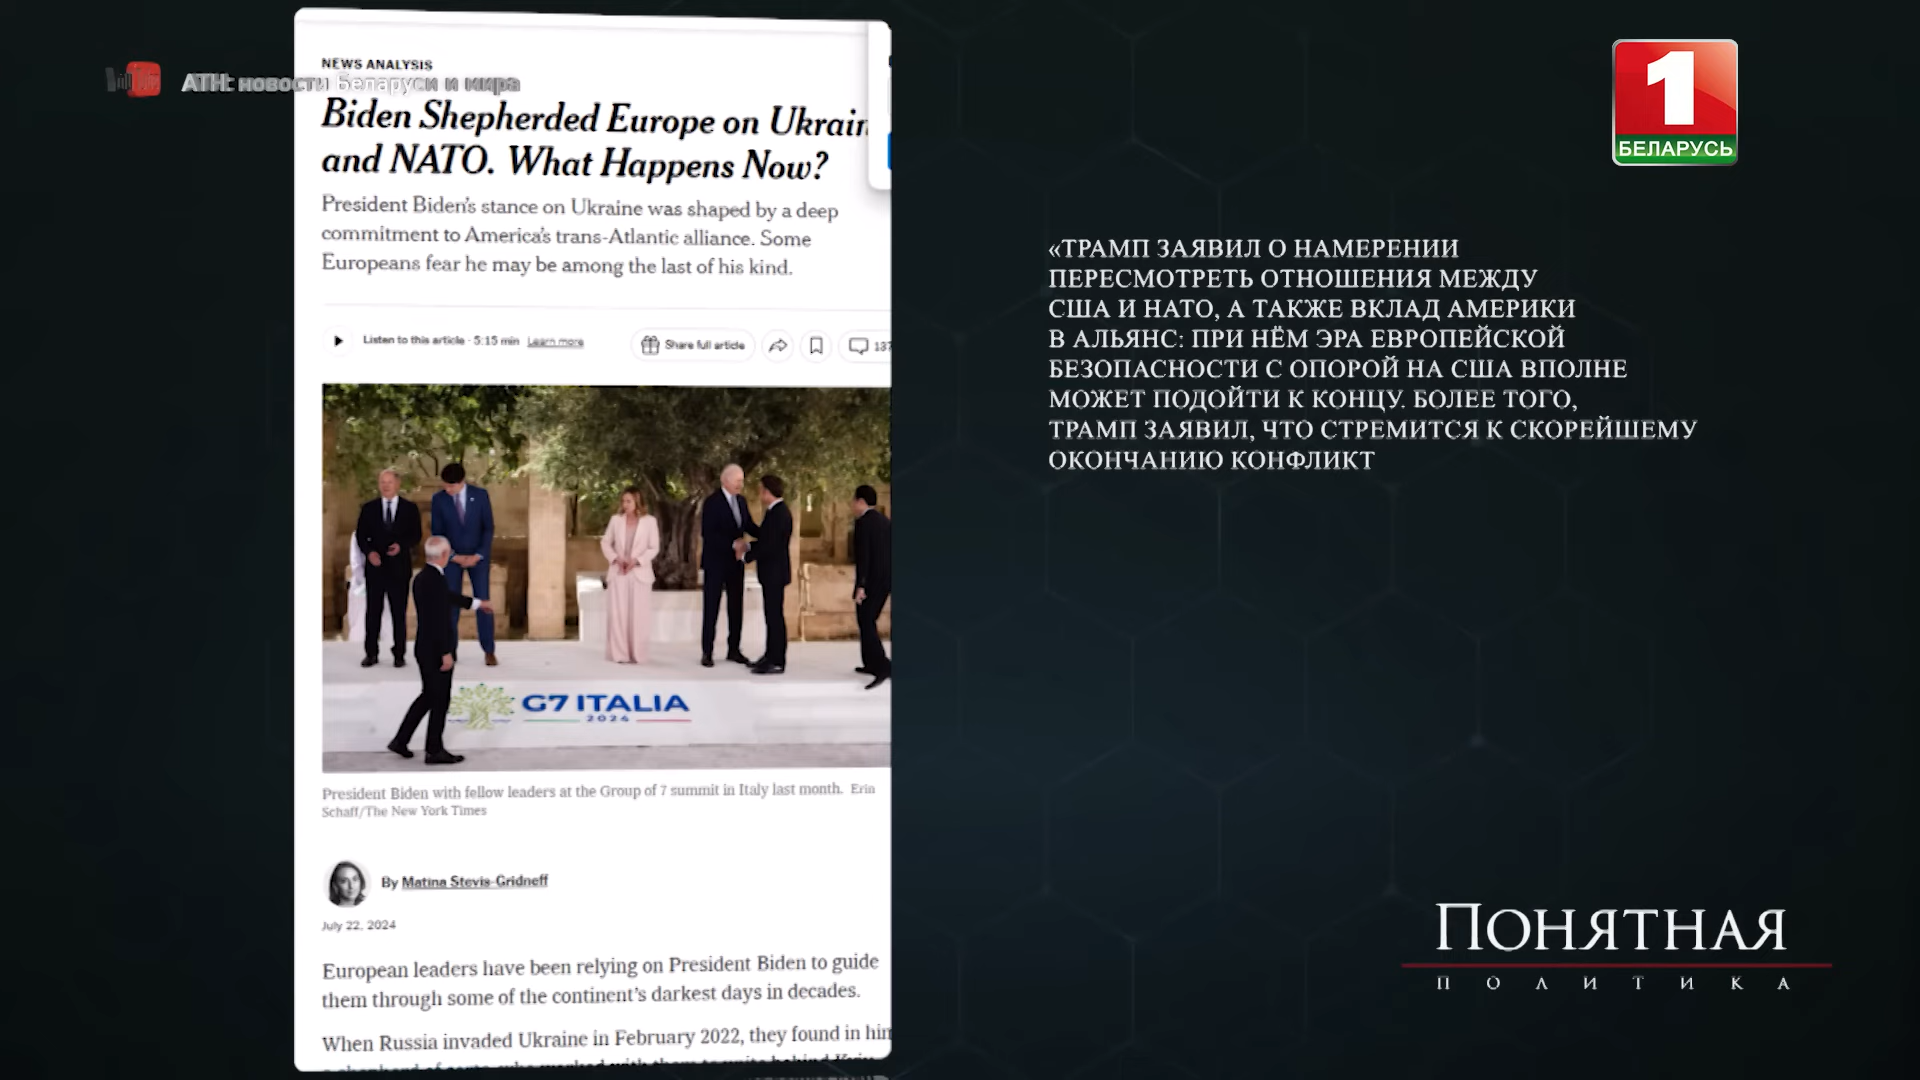 NEWS ANALYSIS
АТН: новости Беларуси и мира
Biden Shepherded Europe on Ukrain
and NATO. What Happens Now?
President Biden's stance on Ukraine was shaped by a deep
commitment to America's trans-Atlantic alliance. Some
Europeans fear he may be among the last of his kind.
Listen to this article · 5:15 min Learn more
Share full article
137
G7 ITALIA
2024
President Biden with fellow leaders at the Group of 7 summit in Italy last month. Erin
Schaff/The New York Times
By Matina Stevis-Gridneff
July 22, 2024
European leaders have been relying on President Biden to guide
them through some of the continent's darkest days in decades.
When Russia invaded Ukraine in February 2022, they found in him
1
БЕЛАРУСЬ
«ТРАМП ЗАЯВИЛ О НАМЕРЕНИИ
ПЕРЕСМОТРЕТЬ ОТНОШЕНИЯ МЕЖДУ
США И НАТО, А ТАКЖЕ ВКЛАД АМЕРИКИ
В АЛЬЯНС: ПРИ НЁМ ЭРА ЕВРОПЕЙСКОЙ
БЕЗОПАСНОСТИ С ОПОРОЙ НА США ВПОЛНЕ
МОЖЕТ ПОДОЙТИ К КОНЦУ. БОЛЕЕ ТОГО,
ТРАМП ЗАЯВИЛ, ЧТО СТРЕМИТСЯ К СКОРЕЙШЕМУ
ОКОНЧАНИЮ КОНФЛИКТ
ПОНЯТНАЯ
ПОЛИТИКА